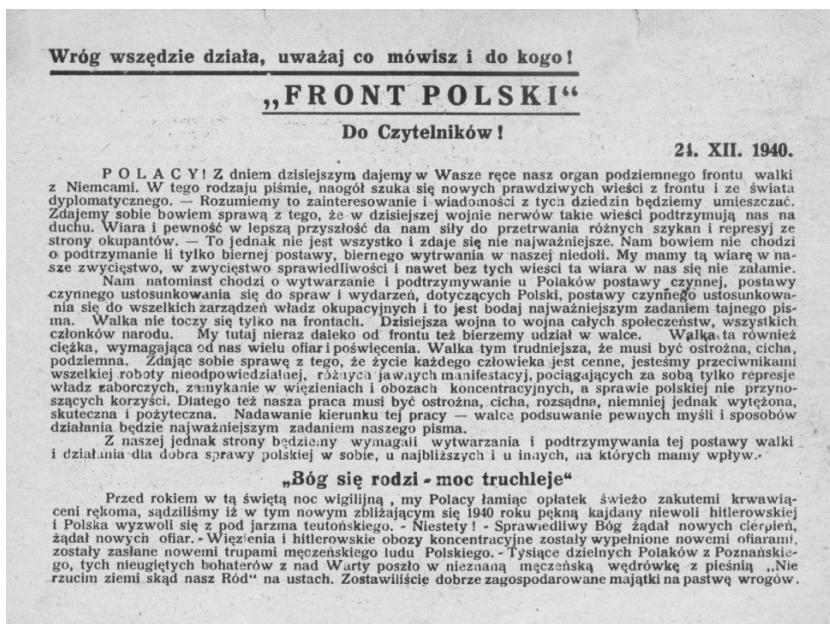 Wróg wszędzie działa, uważaj co mówisz i do kogo!
„FRONT POLSKI“
Do Czytelników!
24. XII. 1940.
POLACY! Z dniem dzisiejszym dajemy w Wasze ręce nasz organ podziemnego frontu walki
z Niemcami. W tego rodzaju piśmie, naogół szuka się nowych prawdziwych wieści z frontu i ze świata
dyplomatycznego. — Rozumiemy to zainteresowanie i wiadomości z tych dziedzin będziemy umieszczać.
Zdajemy sobie bowiem sprawą z tego, że w dzisiejszej wojnie nerwów takie wieści podtrzymują nas na
duchu. Wiara i pewność w lepszą przyszłość da nam siły do przetrwania różnych szykan i represyj ze
strony okupantów. — To jednak nie jest wszystko i zdaje się nie najważniejsze. Nam bowiem nie chodzi
o podtrzymanie li tylko biernej postawy, biernego wytrwania w naszej niedoli. My mamy tą wiarę w na-
sze zwycięstwo, w zwycięstwo sprawiedliwości i nawet bez tych wieści ta wiara w nas się nie załamie.
Nam natomiast chodzi o wytwarzanie i podtrzymywanie u Polaków postawy czynnej, postawy
czynnego ustosunkowania się do spraw i wydarzeń, dotyczących Polski, postawy czynnego ustosunkowa-
nia się do wszelkich zarządzeń władz okupacyjnych i to jest bodaj najważniejszym zadaniem tajnego pis-
ma. Walka nie toczy się tylko na frontach. Dzisiejsza wojna to wojna całych społeczeństw, wszystkich
członków narodu. My tutaj nieraz daleko od frontu też bierzemy udział w walce. Walka ta również
ciężka, wymagająca od nas wielu ofiar i poświęcenia. Walka tym trudniejsza, że musi być ostrożna, cicha,
podziemna. Zdając sobie sprawę z tego, że życie każdego człowieka jest cenne, jesteśmy przeciwnikami
wszelkiej roboty nieodpowiedzialnej, różnych jawnych manifestacyj, pociągających za sobą tylko represje
władz zaborczych, zamykanie w więzieniach i obozach koncentracyjnych, a sprawie polskiej nie przyno-
szących korzyści. Dlatego też nasza praca musi być ostrożna, cicha, rozsądna, niemniej jednak wytężona,
skuteczna i pożyteczna. Nadawanie kierunku tej pracy — walce podsuwanie pewnych myśli i sposobów
działania będzie najważniejszym zadaniem naszego pisma.
Z naszej jednak strony będziemy wymagali wytwarzania i podtrzymywania tej postawy walki
i działania dla dobra sprawy polskiej w sobie, u najbliższych i u innych, na których mamy wpływ.-
„Bóg się rodzi - moc truchleje“
Przed rokiem w tą świętą noc wigilijną , my Polacy łamiąc opłatek świeżo zakutemi krwawią-
ceni rękoma, sądziliśmy iż w tym nowym zbliżającym się 1940 roku pękną kajdany niewoli hitlerowskiej
i Polska wyzwoli się z pod jarzma teutońskiego. - Niestety ! - Sprawiedliwy Bóg żądał nowych cierpień,
żądał nowych ofiar. - Więzienia i hitlerowskie obozy koncentracyjne zostały wypełnione nowemi ofiarami,
zostały zasłane nowemi trupami męczeńskiego ludu Polskiego. - Tysiące dzielnych Polaków z Poznańskie-
go, tych nieugiętych bohaterów z nad Warty poszło w nieznaną męczeńską wędrówkę z pieśnią „Nie
rzucim ziemi skąd nasz Ród“ na ustach. Zostawiliście dobrze zagospodarowane majątki na pastwę wrogów.